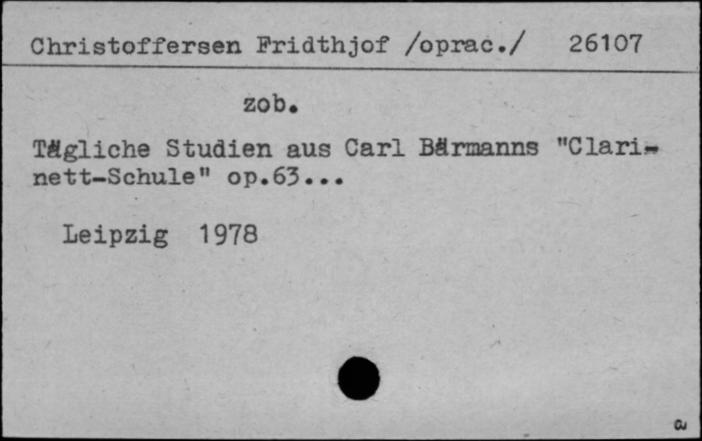 Christoffersen Fridthjof /oprac./ 26107
zob.
Tägliche Studien aus Carl Bärmanns "Clari-
nett-Schule" op.63...
Leipzig 1978